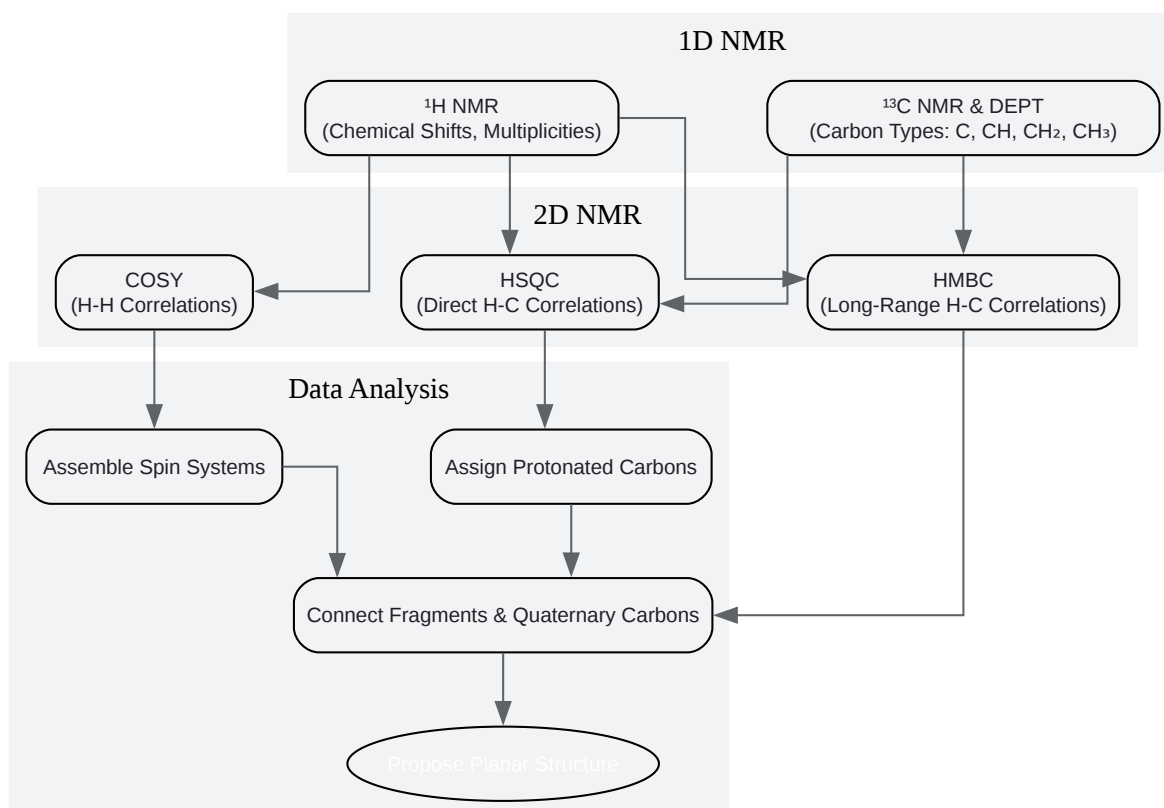 1D NMR
¹H NMR
(Chemical Shifts, Multiplicities)
¹³C NMR & DEPT
(Carbon Types: C, CH, CH₂, CH₃)
2D NMR
COSY
(H-H Correlations)
HSQC
(Direct H-C Correlations)
HMBC
(Long-Range H-C Correlations)
Data Analysis
Assemble Spin Systems
Assign Protonated Carbons
Connect Fragments & Quaternary Carbons
Propose Planar Structure